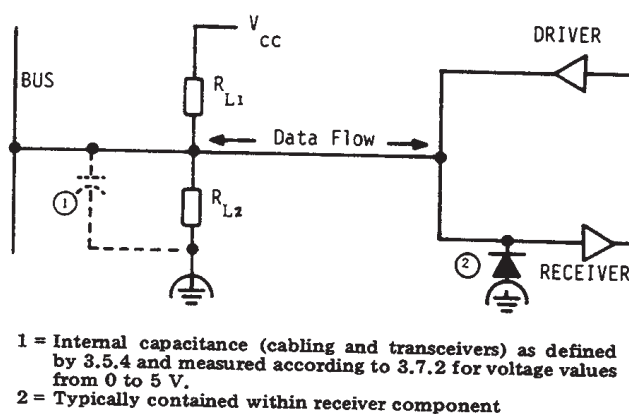 V CC
DRIVER
BUS
R L1
Data Flow
1
R L2
2
RECEIVER
1 = Internal capacitance (cabling and transceivers) as defined
by 3.5.4 and measured according to 3.7.2 for voltage values
from 0 to 5 V.
2 = Typically contained within receiver component